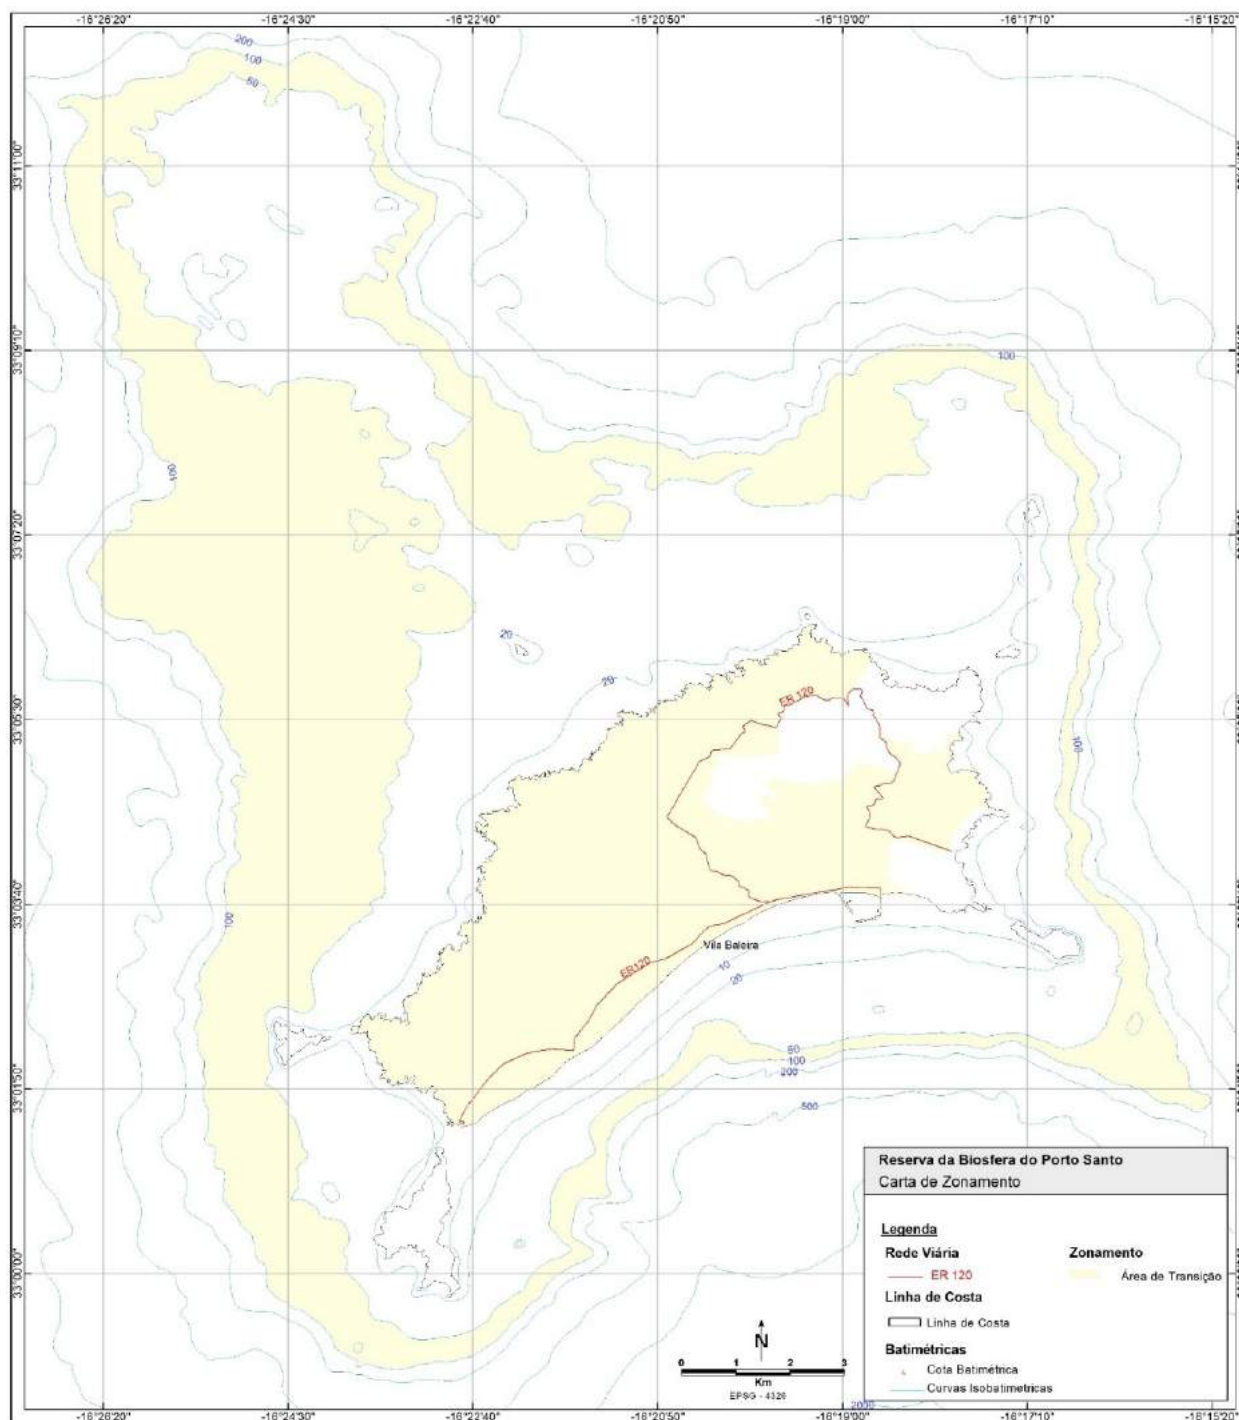 -16°26'20" -16°24'30" -16°22'40" -16°20'50" -16°19'00" -16°17'10" -16°15'20"
200
100
50
33°11'00"
33°09'10"
100
100
33°07'20"
20
20
ER 120
33°05'30"
100
33°03'40"
100
Vila Baleira
ER120
10
20
50
100
200
33°01'50"
500
Reserva da Biosfera do Porto Santo
Carta de Zonamento
Legenda
Rede Viária Zonamento
ER 120 Área de Transição
Linha de Costa
Linha de Costa
Batimétricas
Cota Batimétrica
Curvas Isobatimetricas
33°00'00"
N
0 1 2 3
Km
EPSG - 4326
2000
-16°26'20" -16°24'30" -16°22'40" -16°20'50" -16°19'00" -16°17'10" -16°15'20"